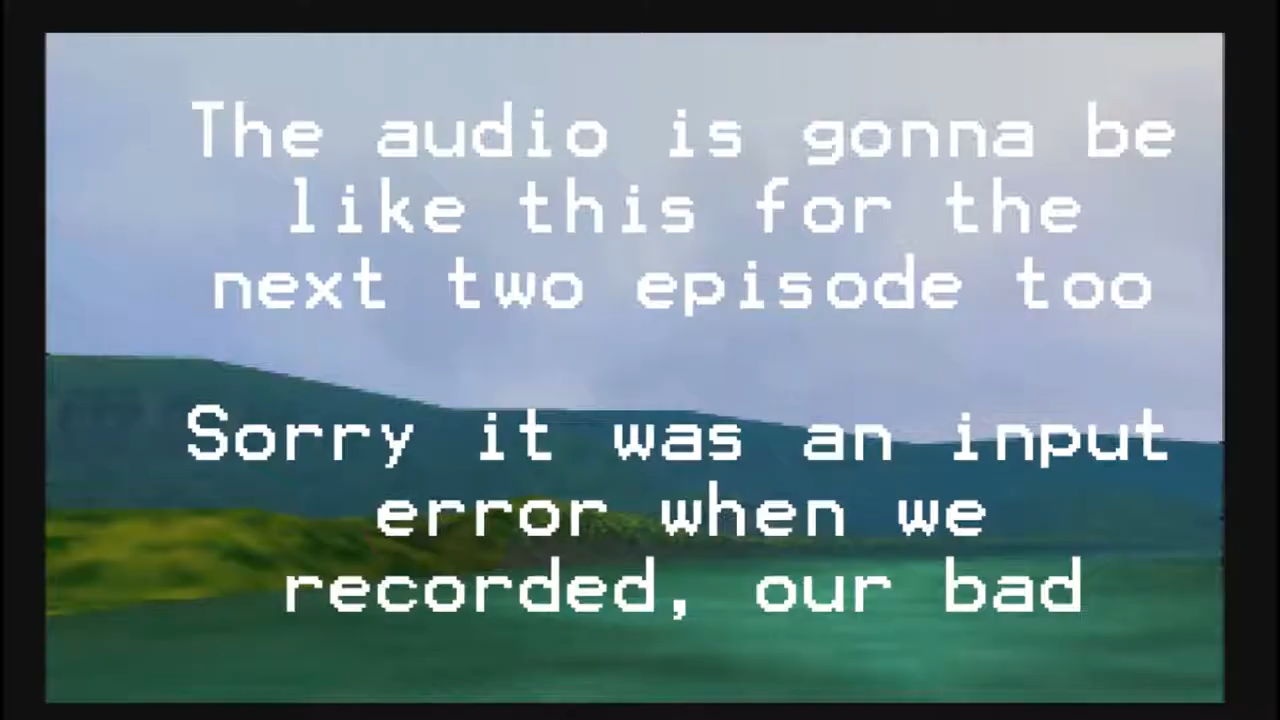 The audio is gonna be
like this for the
next two episode too
Sorry it was an input
error when we
recorded, our bad